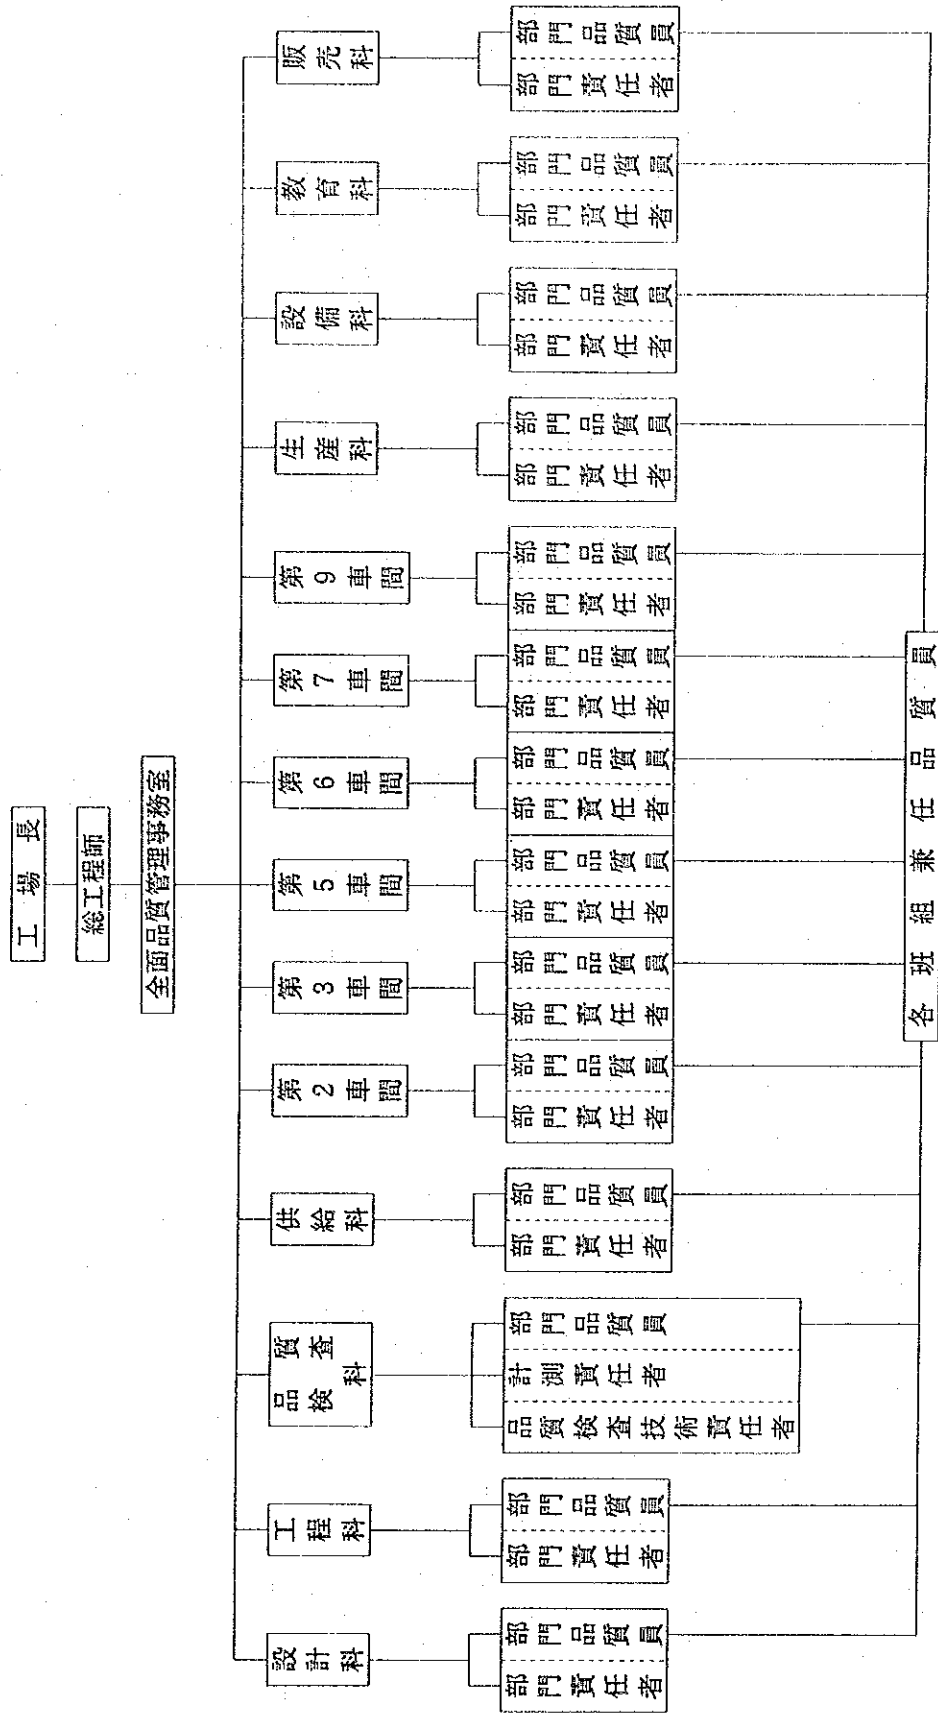 工場長
総工程師
全面品質管理事務室
設計科
工程科
品質検査科
供給科
第2車間
第3車間
第5車間
第6車間
第7車間
第9車間
生産科
設備科
教育科
販売科
部門責任者
部門品質員
部門責任者
部門品質員
品質検査技術責任者
計測責任者
部門品質員
部門責任者
部門品質員
部門責任者
部門品質員
部門責任者
部門品質員
部門責任者
部門品質員
部門責任者
部門品質員
部門責任者
部門品質員
部門責任者
部門品質員
部門責任者
部門品質員
部門責任者
部門品質員
部門責任者
部門品質員
部門責任者
部門品質員
各班組兼任品質員